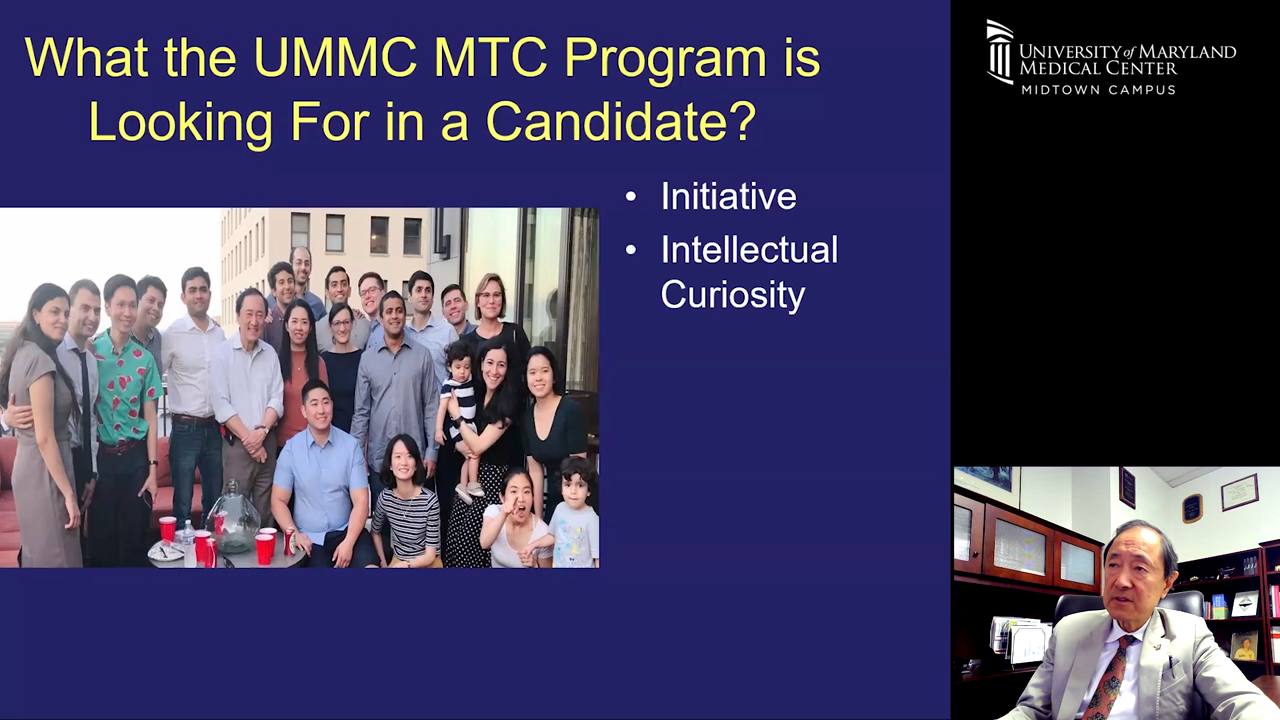 What the UMMC MTC Program is
Looking For in a Candidate?
• Initiative
• Intellectual
Curiosity
UNIVERSITY of MARYLAND
MEDICAL CENTER
MIDTOWN CAMPUS